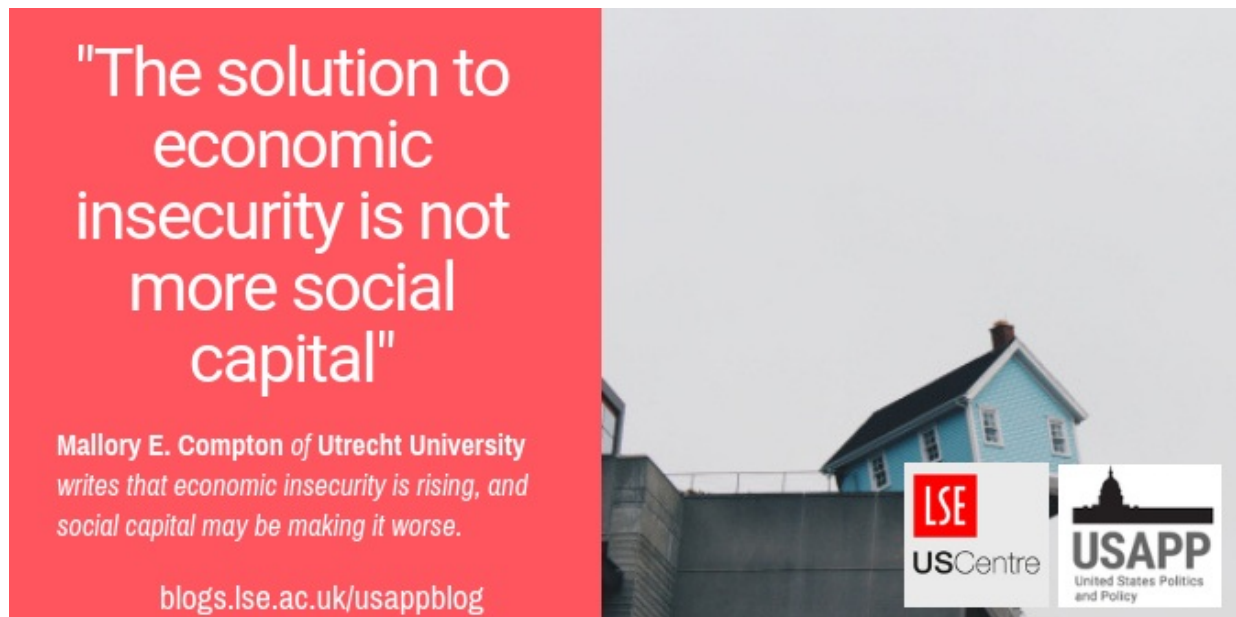 "The solution to
economic
insecurity is not
more social
capital"
Mallory E. Compton of Utrecht University
writes that economic insecurity is rising, and
social capital may be making it worse.
blogs.lse.ac.uk/usappblog
LSE
USCentre
USAPP
United States Politics
and Policy